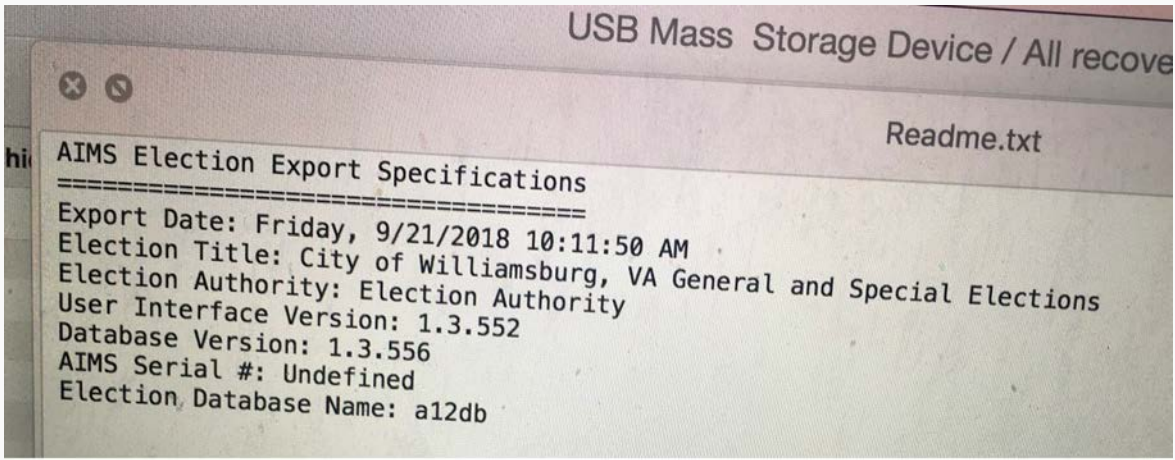 USB Mass Storage Device / All recove
Readme.txt
hi
AIMS Election Export Specifications
===================================
Export Date: Friday, 9/21/2018 10:11:50 AM
Election Title: City of Williamsburg, VA General and Special Elections
Election Authority: Election Authority
User Interface Version: 1.3.552
Database Version: 1.3.556
AIMS Serial #: Undefined
Election Database Name: a12db